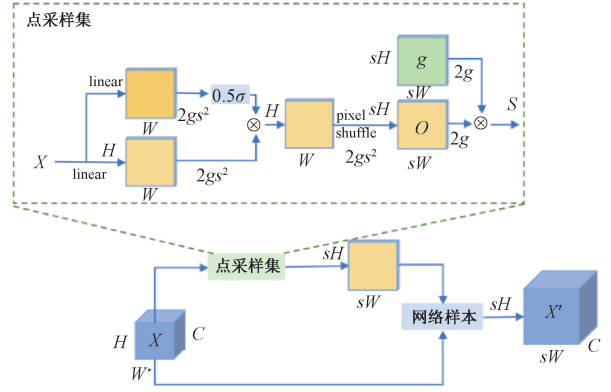 点采样集
sH g 2g
sW
linear 0.5σ
2gs²
W
H pixel sH S
X H linear W 2gs² W shuffle 2gs² O 2g sW
点采样集 sH
sW
网络样本 sH X′ C
H X C
W* sW